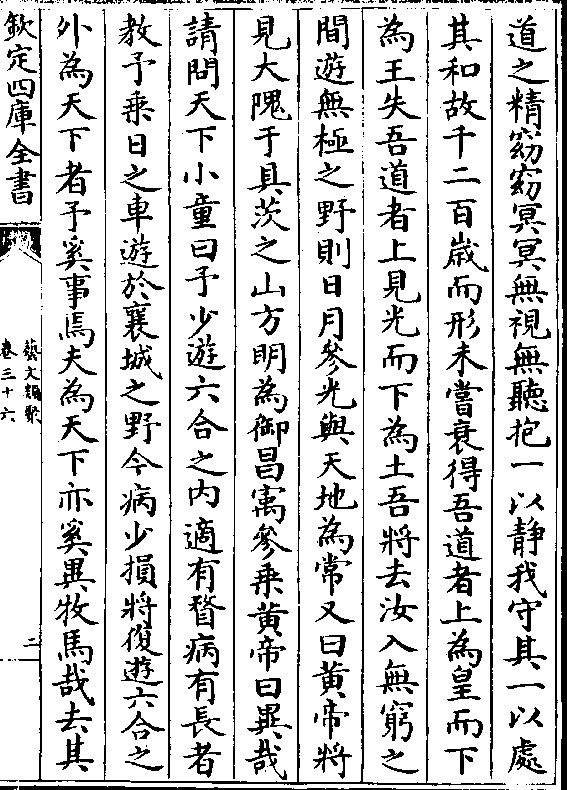 道之精窈窈冥冥無視無聽抱一以静我守其一以處
其和故千二百歳而形未嘗衰得吾道者上為皇而下
為王失吾道者上見光而下為土吾將去汝入無窮之
間遊無極之野則日月參光與天地為常又曰黄帝將
見大隗于具茨之山方明為御昌寓參乗黄帝曰異哉
請問天下小童曰予少遊六合之内適有瞀病有長者
教予乗日之車遊於襄城之野今病少損將復遊六合之
外為天下者予奚事焉夫為天下亦奚異牧馬哉去其
欽定四庫全書
藝文類聚
卷三十六
三